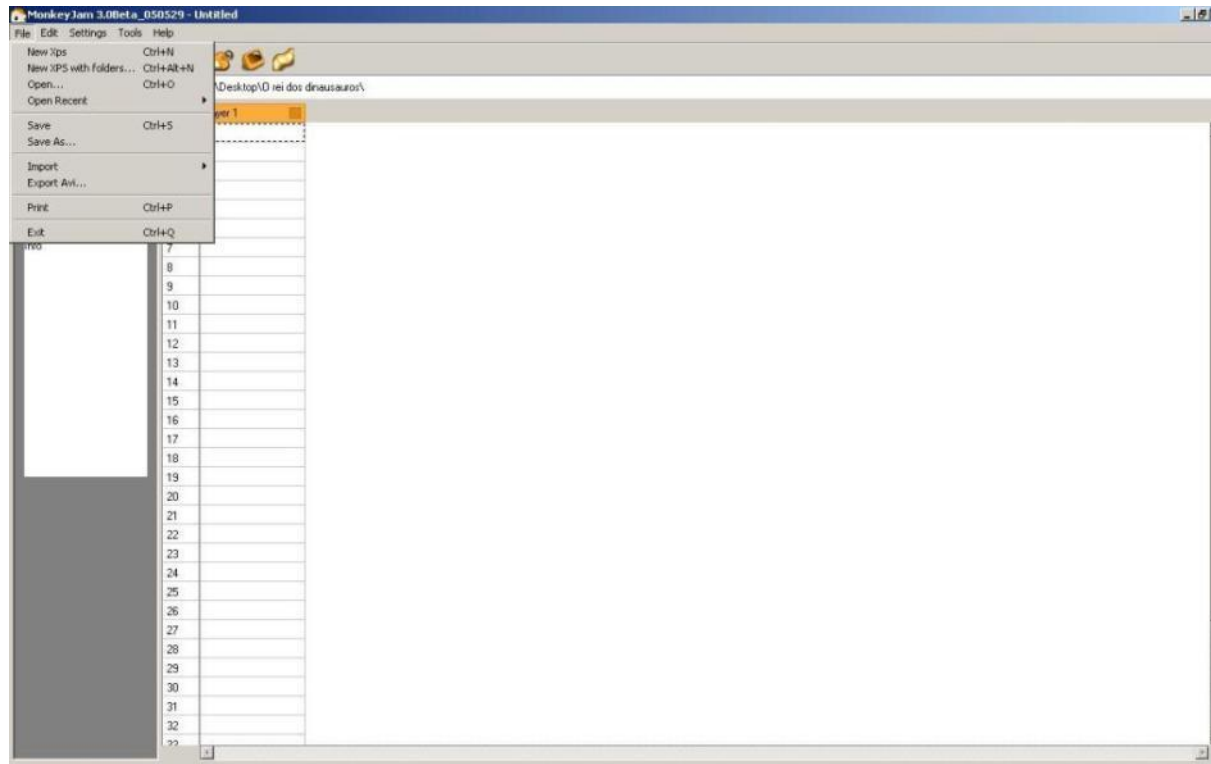 MonkeyJam 3.0Beta_050529 - Untitled
File Edit Settings Tools Help
New Xps Ctrl+N
New XPS with folders... Ctrl+Alt+N
Open... Ctrl+O
Open Recent
Save Ctrl+S
Save As...
Import
Export Avi...
Print Ctrl+P
Exit Ctrl+Q
\Desktop\O rei dos dinausauros\
ayer 1
Info
7
8
9
10
11
12
13
14
15
16
17
18
19
20
21
22
23
24
25
26
27
28
29
30
31
32
33